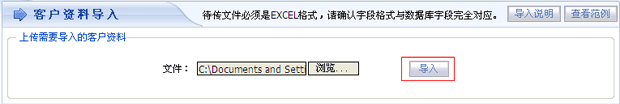 客户资料导入 待传文件必须是EXCEL格式，请确认字段格式与数据库字段完全对应。 导入说明 查看范例
上传需要导入的客户资料
文件： C:\Documents and Setti 浏览... 导入